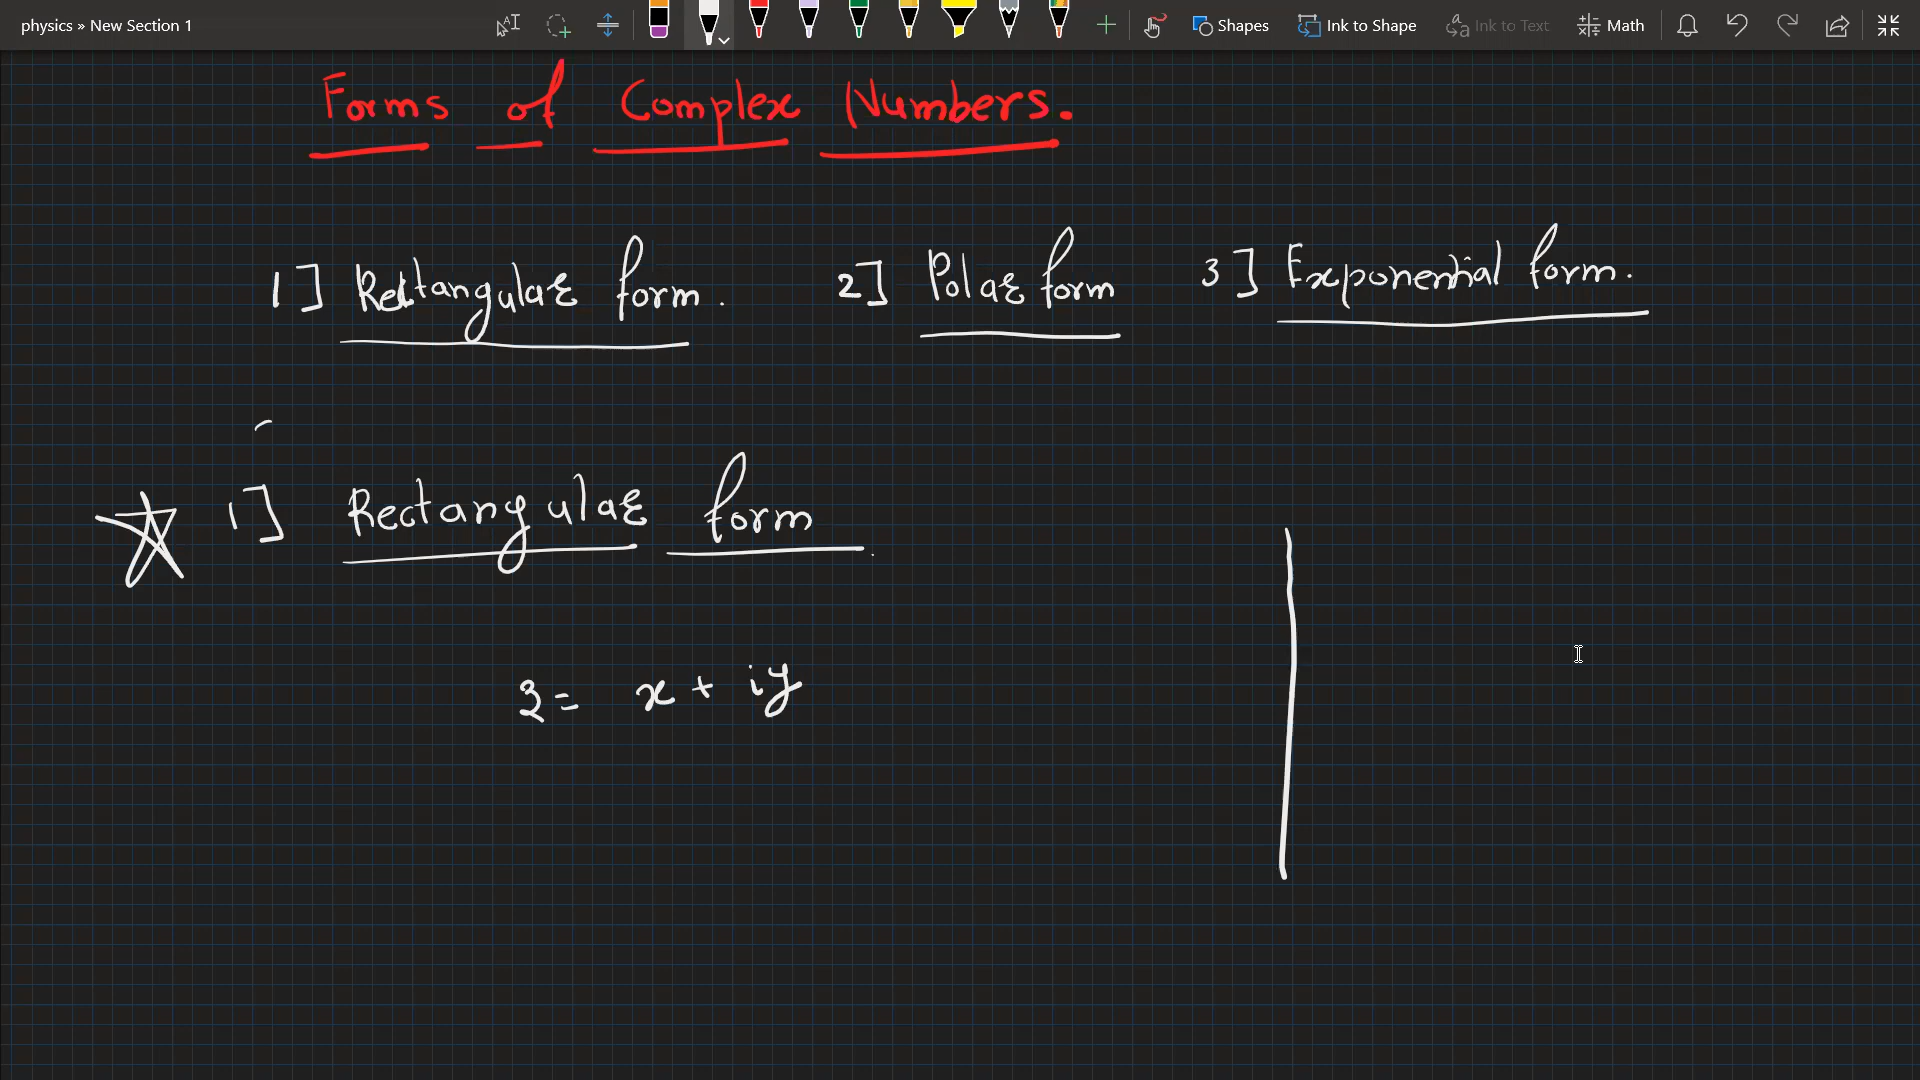 physics » New Section 1 Shapes Ink to Shape Ink to Text Math
Forms of Complex Numbers.
1] Rectangular form. 2] Polar form 3] Exponential form.
1] Rectangular form
z = x + iy